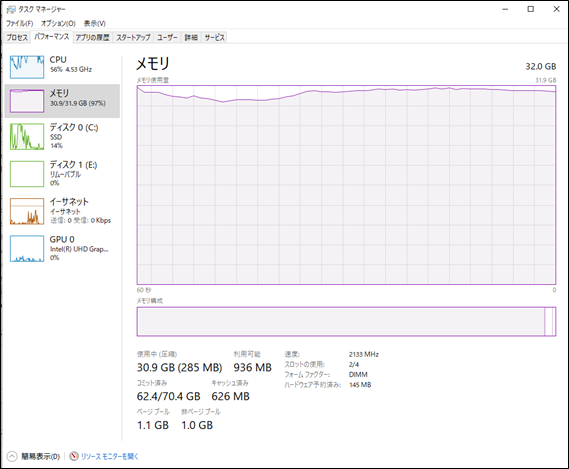 タスク マネージャー
ファイル(F) オプション(O) 表示(V)
プロセス パフォーマンス アプリの履歴 スタートアップ ユーザー 詳細 サービス
CPU
56% 4.53 GHz
メモリ
30.9/31.9 GB (97%)
ディスク 0 (C:)
SSD
14%
ディスク 1 (E:)
リムーバブル
0%
イーサネット
イーサネット
送信: 0 受信: 0 Kbps
GPU 0
Intel(R) UHD Grap...
0%
メモリ 32.0 GB
メモリ使用量 31.9 GB
60 秒 0
メモリ構成
使用中 (圧縮) 利用可能
30.9 GB (285 MB) 936 MB
コミット済み キャッシュ済み
62.4/70.4 GB 626 MB
ページ プール 非ページ プール
1.1 GB 1.0 GB
速度: 2133 MHz
スロットの使用: 2/4
フォーム ファクター: DIMM
ハードウェア予約済み: 145 MB
簡易表示(D) リソース モニターを開く